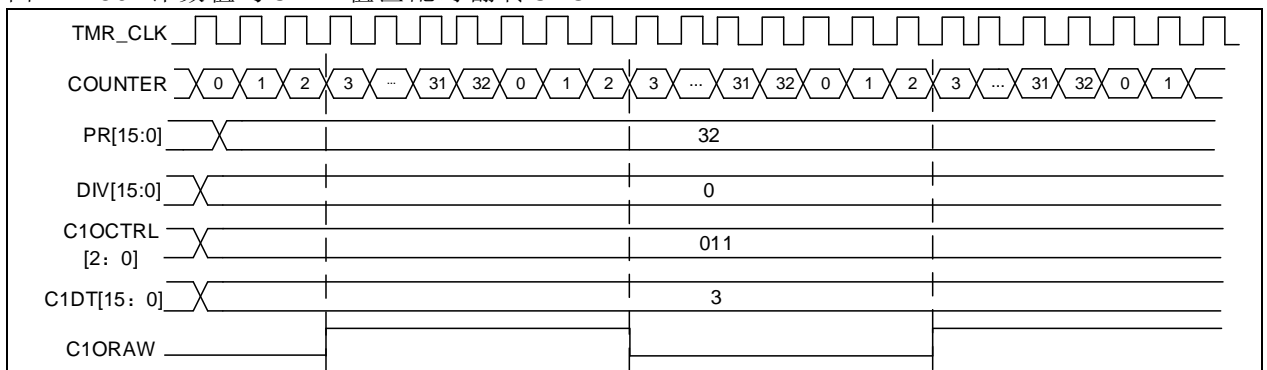 TMR_CLK
COUNTER 0 1 2 3 ... 31 32 0 1 2 3 ... 31 32 0 1 2 3 ... 31 32 0 1
PR[15:0] 32
DIV[15:0] 0
C1OCTRL
[2：0] 011
C1DT[15：0] 3
C1ORAW